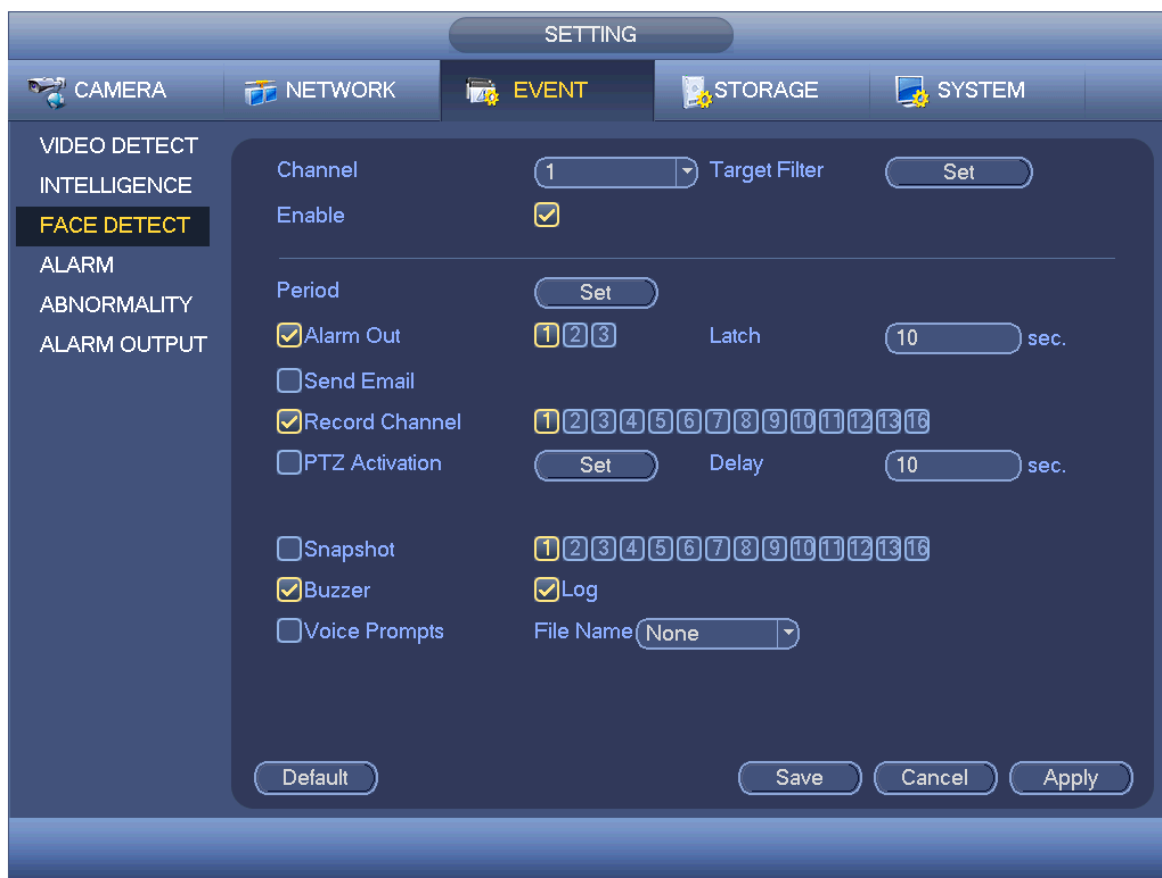 SETTING
CAMERA NETWORK EVENT STORAGE SYSTEM
VIDEO DETECT
INTELLIGENCE
FACE DETECT
ALARM
ABNORMALITY
ALARM OUTPUT
Channel 1 Target Filter Set
Enable
Period Set
Alarm Out 1 2 3 Latch 10 sec.
Send Email
Record Channel 1 2 3 4 5 6 7 8 9 10 11 12 13 16
PTZ Activation Set Delay 10 sec.
Snapshot 1 2 3 4 5 6 7 8 9 10 11 12 13 16
Buzzer Log
Voice Prompts File Name None
Default Save Cancel Apply